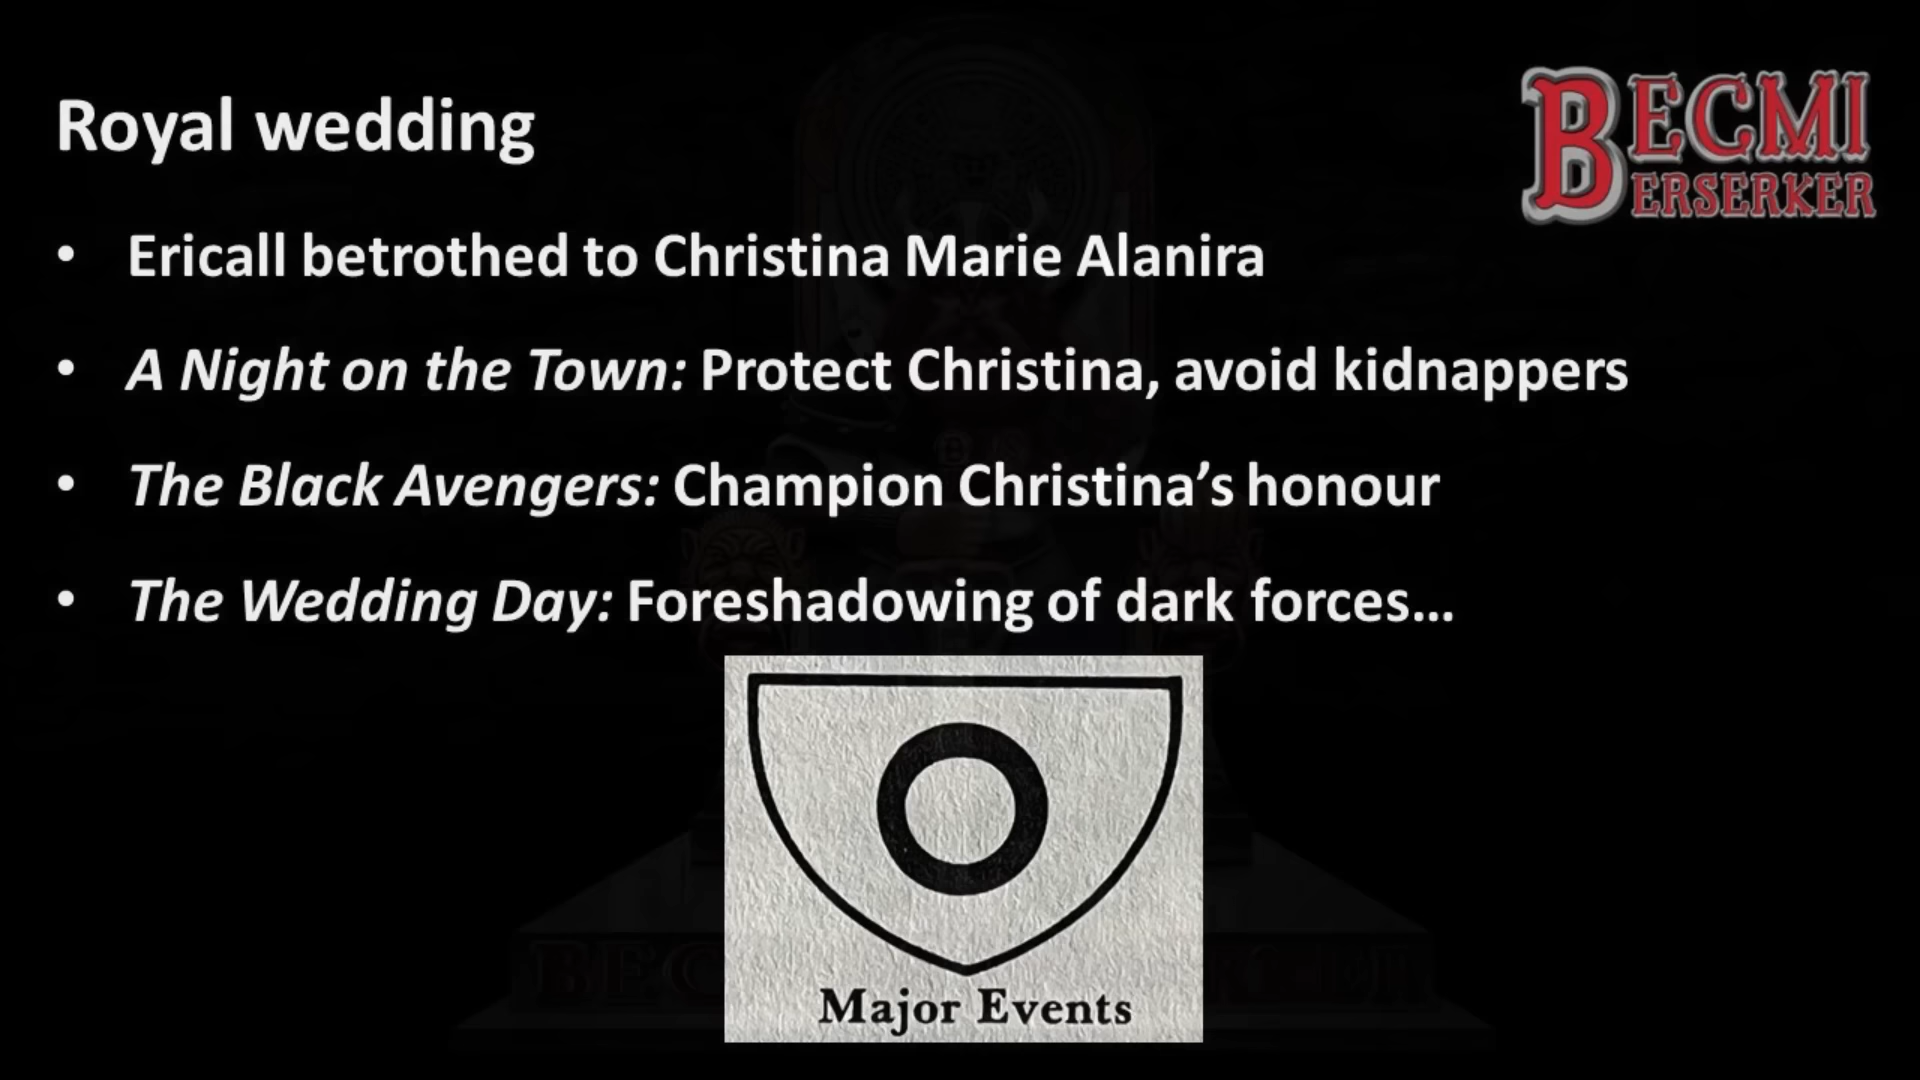 Royal wedding
BECMI
BERSERKER
• Ericall betrothed to Christina Marie Alanira
• A Night on the Town: Protect Christina, avoid kidnappers
• The Black Avengers: Champion Christina’s honour
• The Wedding Day: Foreshadowing of dark forces…
Major Events